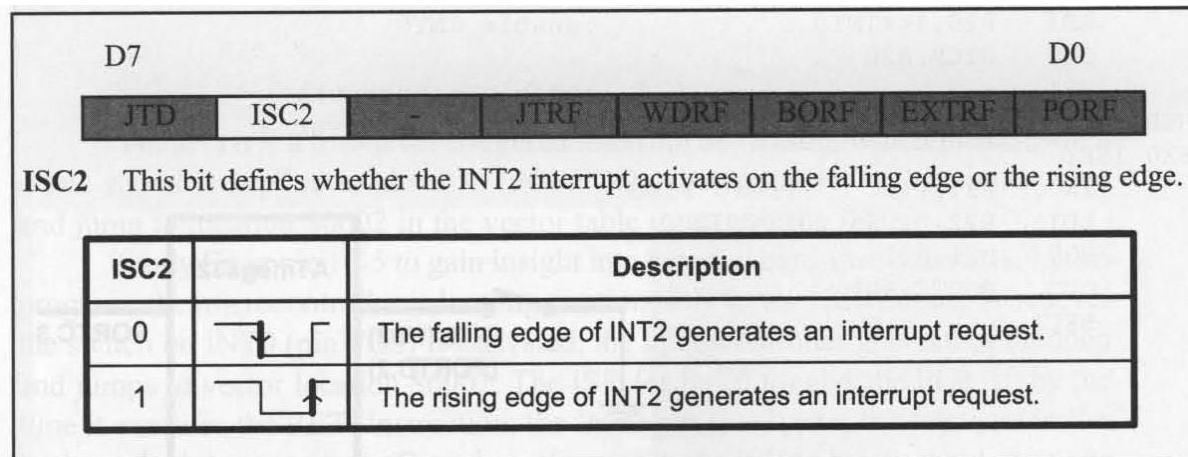 D7 D0
JTD ISC2 - JTRF WDRF BORF EXTRF PORF
ISC2 This bit defines whether the INT2 interrupt activates on the falling edge or the rising edge.
ISC2 Description
0 The falling edge of INT2 generates an interrupt request.
1 The rising edge of INT2 generates an interrupt request.